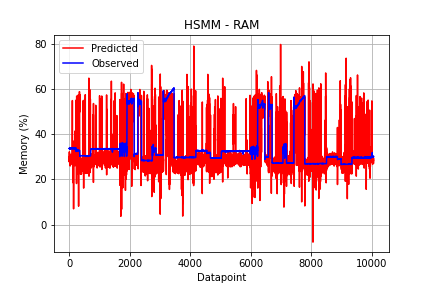 HSMM - RAM
Predicted
Observed
80
60
40
20
0
Memory (%)
0 2000 4000 6000 8000 10000
Datapoint